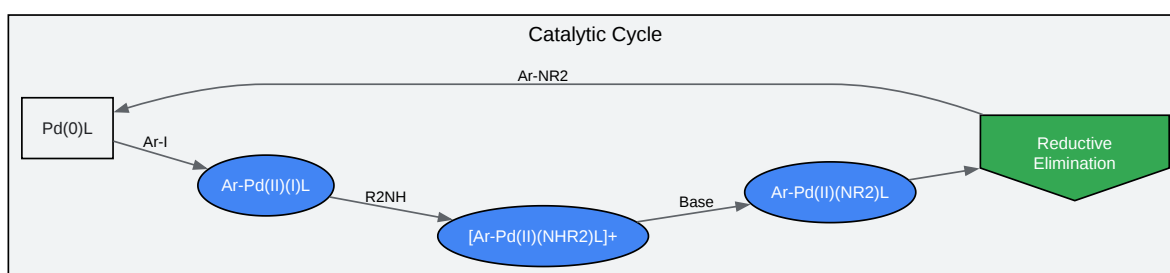 Catalytic Cycle
Ar-NR2
Pd(0)L
Ar-I
Ar-Pd(II)(I)L
R2NH
[Ar-Pd(II)(NHR2)L]+
Base
Ar-Pd(II)(NR2)L
Reductive
Elimination